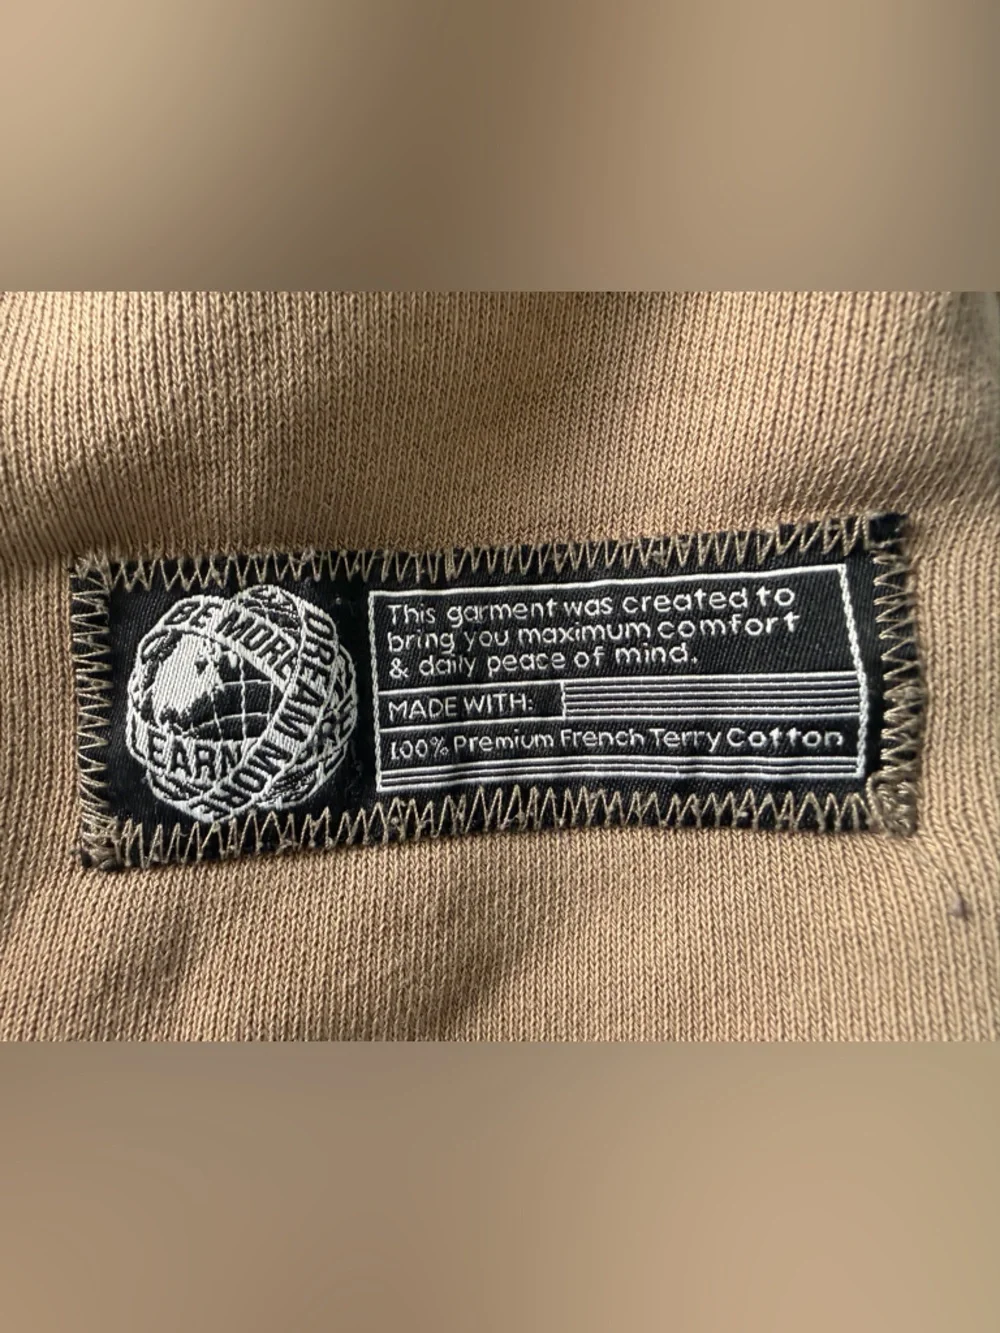 BE MORE
DREAM MORE
EARN MORE
This garment was created to
bring you maximum comfort
& daily peace of mind.
MADE WITH:
100% Premium French Terry Cotton